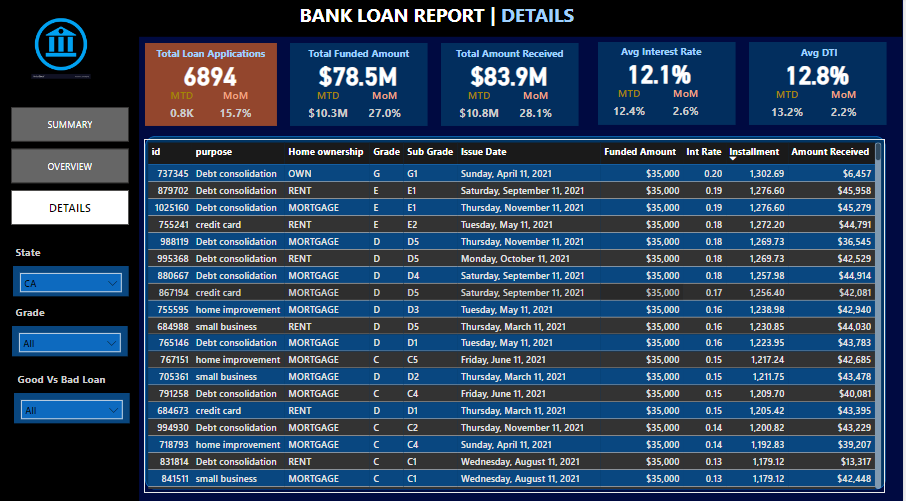 BANK LOAN REPORT | DETAILS
Total Loan Applications
6894
MTD MoM
0.8K 15.7%
Total Funded Amount
$78.5M
MTD MoM
$10.3M 27.0%
Total Amount Received
$83.9M
MTD MoM
$10.8M 28.1%
Avg Interest Rate
12.1%
MTD MoM
12.4% 2.6%
Avg DTI
12.8%
MTD MoM
13.2% 2.2%
SUMMARY
OVERVIEW
DETAILS
State
CA
Grade
All
Good Vs Bad Loan
All
id purpose Home ownership Grade Sub Grade Issue Date Funded Amount Int Rate Installment Amount Received
737345 Debt consolidation OWN G G1 Sunday, April 11, 2021 $35,000 0.20 1,302.69 $6,457
879702 Debt consolidation RENT E E1 Saturday, September 11, 2021 $35,000 0.19 1,276.60 $45,958
1025160 Debt consolidation MORTGAGE E E1 Thursday, November 11, 2021 $35,000 0.19 1,276.60 $45,279
755241 credit card RENT E E2 Tuesday, May 11, 2021 $35,000 0.18 1,272.20 $44,791
988119 Debt consolidation MORTGAGE D D5 Thursday, November 11, 2021 $35,000 0.18 1,269.73 $36,545
995368 Debt consolidation RENT D D5 Monday, October 11, 2021 $35,000 0.18 1,269.73 $42,529
880667 Debt consolidation MORTGAGE D D4 Saturday, September 11, 2021 $35,000 0.18 1,257.98 $44,914
867194 credit card MORTGAGE D D5 Saturday, September 11, 2021 $35,000 0.17 1,256.40 $42,081
755595 home improvement MORTGAGE D D3 Tuesday, May 11, 2021 $35,000 0.16 1,238.98 $42,940
684988 small business RENT D D5 Thursday, March 11, 2021 $35,000 0.16 1,230.85 $44,030
765146 Debt consolidation MORTGAGE D D1 Tuesday, May 11, 2021 $35,000 0.16 1,223.95 $43,783
767151 home improvement MORTGAGE C C5 Friday, June 11, 2021 $35,000 0.15 1,217.24 $42,685
705361 small business MORTGAGE D D2 Thursday, March 11, 2021 $35,000 0.15 1,211.75 $43,478
791258 Debt consolidation MORTGAGE C C4 Friday, June 11, 2021 $35,000 0.15 1,209.70 $40,081
684673 credit card RENT D D1 Thursday, March 11, 2021 $35,000 0.15 1,205.42 $43,395
994930 Debt consolidation MORTGAGE C C2 Thursday, November 11, 2021 $35,000 0.14 1,200.82 $43,229
718793 home improvement MORTGAGE C C4 Sunday, April 11, 2021 $35,000 0.14 1,192.83 $39,207
831814 Debt consolidation RENT C C1 Wednesday, August 11, 2021 $35,000 0.13 1,179.12 $13,317
841511 small business MORTGAGE C C1 Wednesday, August 11, 2021 $35,000 0.13 1,179.12 $42,448